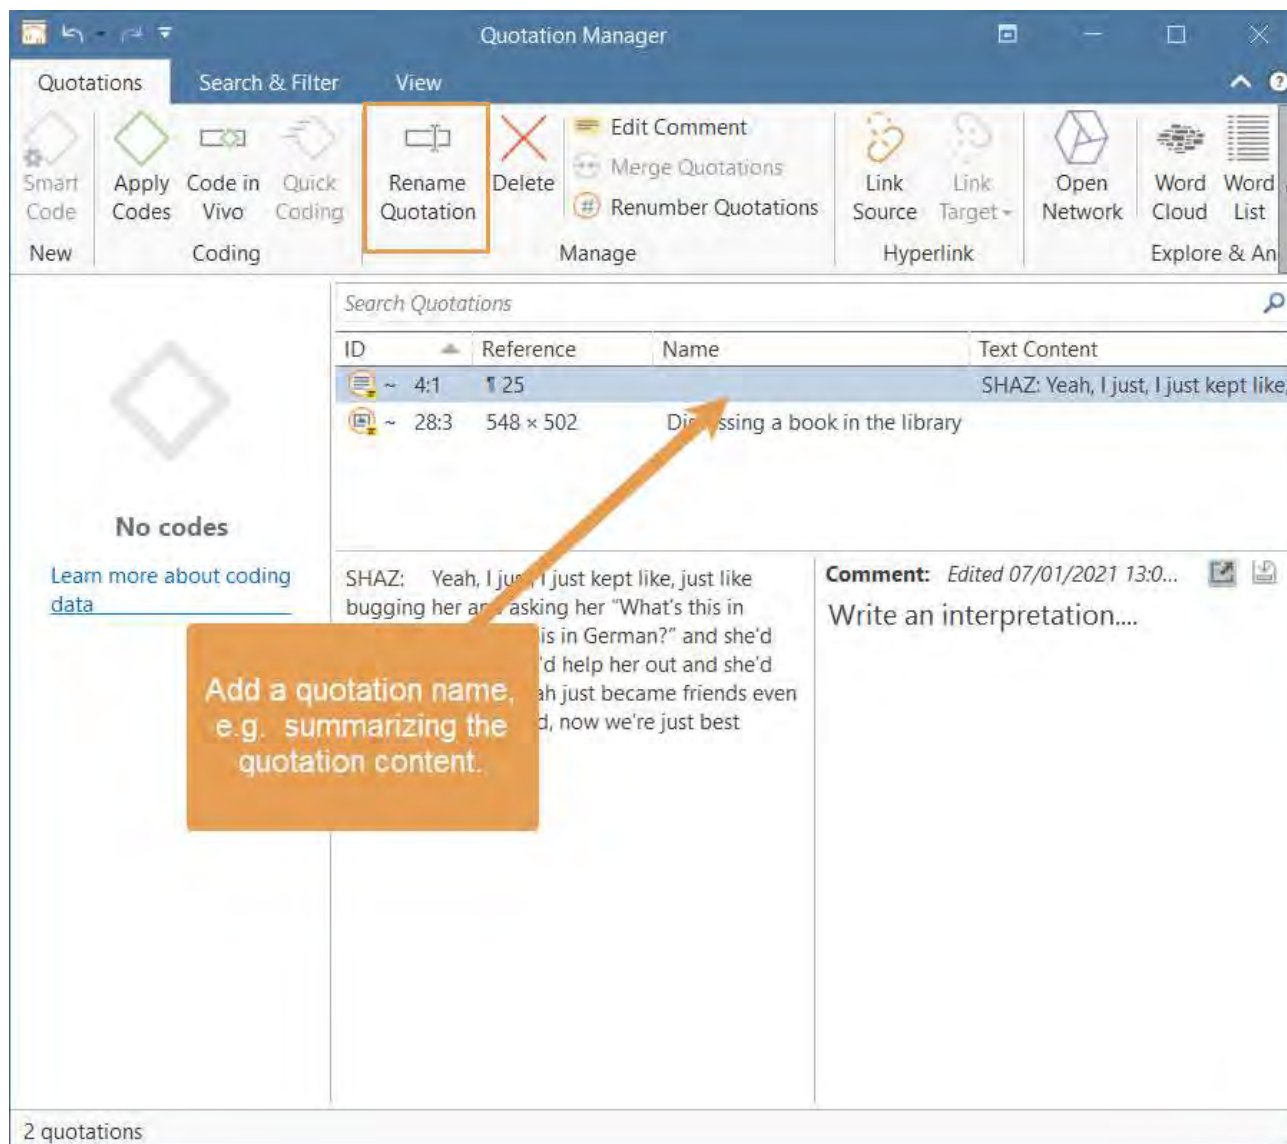 Quotation Manager
Quotations Search & Filter View
Smart Code
New
Apply Codes
Code in Vivo
Quick Coding
Coding
Rename Quotation
Delete
Edit Comment
Merge Quotations
Renumber Quotations
Manage
Link Source
Link Target
Hyperlink
Open Network
Word Cloud
Word List
Explore & An
Search Quotations
ID Reference Name Text Content
~ 4:1 ¶ 25 SHAZ: Yeah, I just, I just kept like,
~ 28:3 548 × 502 a book in the library
No codes
Learn more about coding
data
SHAZ: Yeah, I just, I just kept like, just like
bugging her and asking her "What's this in
is in German?" and she'd
'd help her out and she'd
ah just became friends even
d, now we're just best
Comment: Edited 07/01/2021 13:0...
Write an interpretation....
Add a quotation name,
e.g. summarizing the
quotation content.
2 quotations